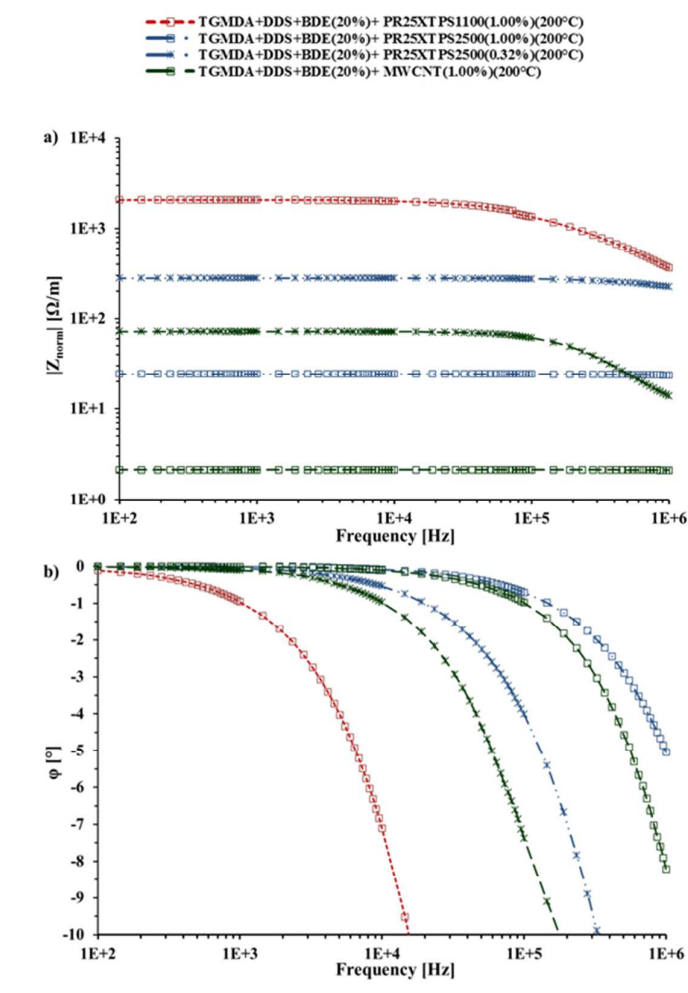 TGMDA+DDS+BDE(20%)+ PR25XTPS1100(1.00%)(200°C)
TGMDA+DDS+BDE(20%)+ PR25XTPS2500(1.00%)(200°C)
TGMDA+DDS+BDE(20%)+ PR25XTPS2500(0.32%)(200°C)
TGMDA+DDS+BDE(20%)+ MWCNT(1.00%)(200°C)
a)
1E+4
1E+3
1E+2
1E+1
1E+0
|Znorm| [Ω/m]
1E+2 1E+3 1E+4 1E+5 1E+6
Frequency [Hz]
b)
0
-1
-2
-3
-4
-5
-6
-7
-8
-9
-10
φ [°]
1E+2 1E+3 1E+4 1E+5 1E+6
Frequency [Hz]